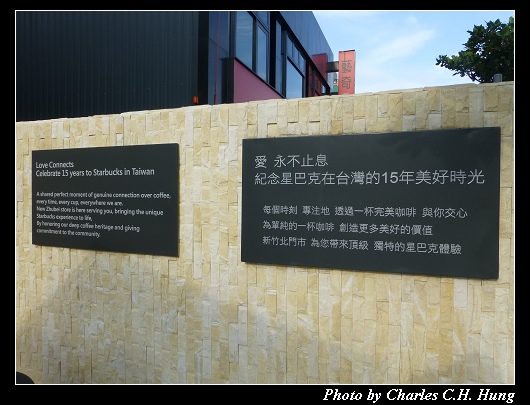 Love Connects
Celebrate 15 years to Starbucks in Taiwan
A shared perfect moment of genuine connection over coffee,
every time, every cup, everywhere we are.
New Zhubei store is here serving you, bringing the unique
Starbucks experience to life,
By honoring our deep coffee heritage and giving
commitment to the community.
愛 永不止息
紀念星巴克在台灣的15年美好時光
每個時刻 專注地 透過一杯完美咖啡 與你交心
為單純的一杯咖啡 創造更多美好的價值
新竹北門市 為您帶來頂級 獨特的星巴克體驗
藝奇
Photo by Charles C.H. Hung